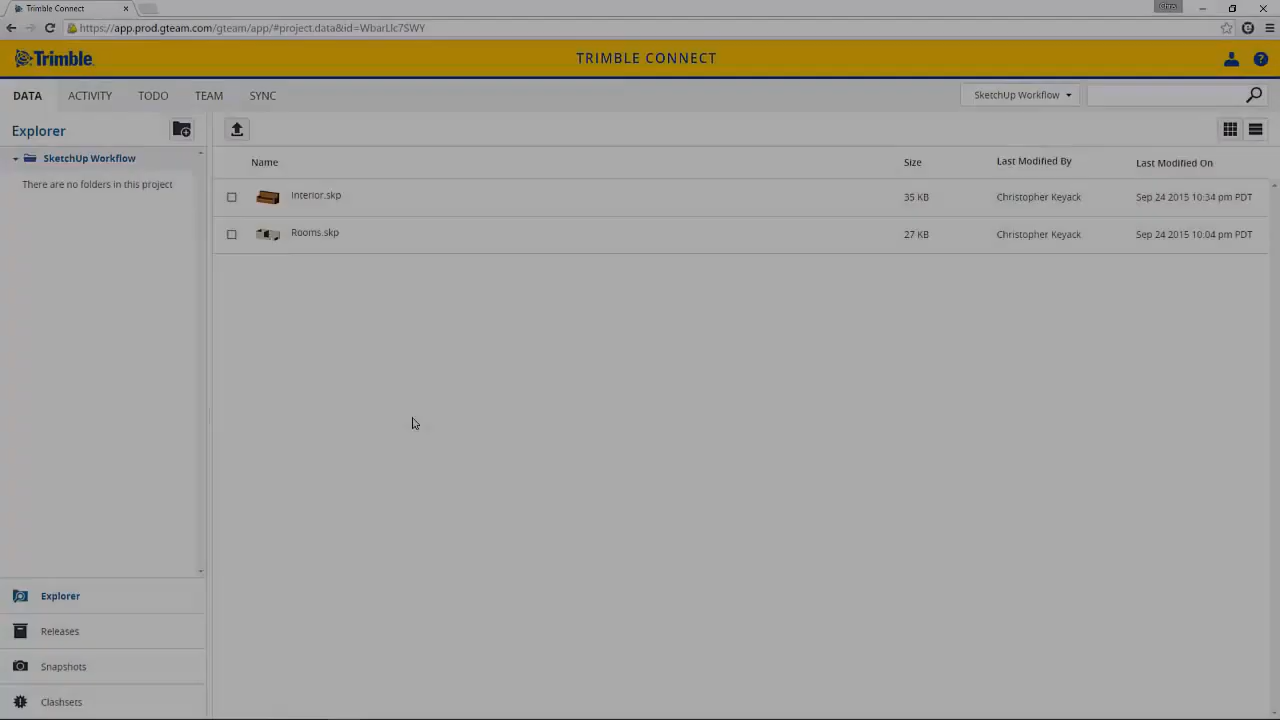 Trimble Connect
Chris
https://app.prod.gteam.com/gteam/app/#project.data&id=WbarLlc7SWY
Trimble
TRIMBLE CONNECT
DATA ACTIVITY TODO TEAM SYNC SketchUp Workflow
Explorer
SketchUp Workflow
There are no folders in this project
Name Size Last Modified By Last Modified On
Interior.skp 35 KB Christopher Keyack Sep 24 2015 10:34 pm PDT
Rooms.skp 27 KB Christopher Keyack Sep 24 2015 10:04 pm PDT
Explorer
Releases
Snapshots
Clashsets